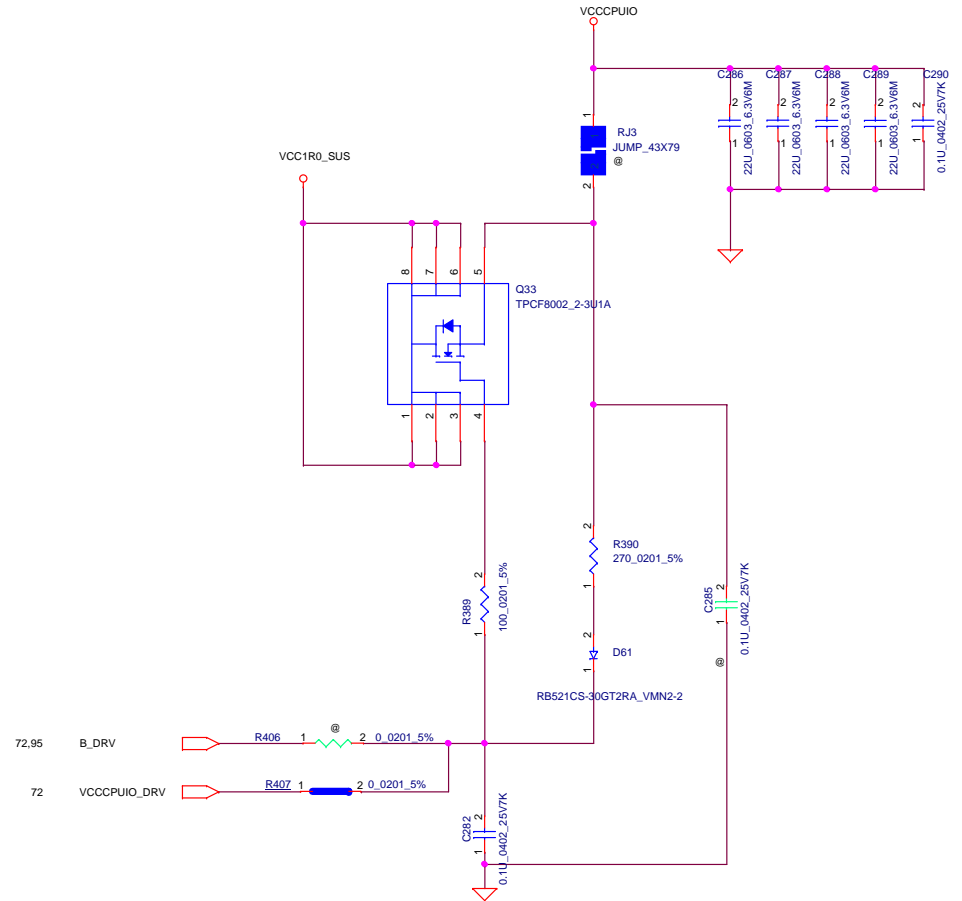 VCCCPUIO
C286
C287
C288
C289
C290
2
2
2
2
2
22U_0603_6.3V6M
22U_0603_6.3V6M
22U_0603_6.3V6M
22U_0603_6.3V6M
0.1U_0402_25V7K
1
1
1
1
1
1
RJ3
JUMP_43X79
@
2
VCC1R0_SUS
8
7
6
5
Q33
TPCF8002_2-3U1A
1
2
3
4
2
R390
270_0201_5%
1
2
R389
100_0201_5%
1
2
C285
0.1U_0402_25V7K
1
@
2
D61
1
RB521CS-30GT2RA_VMN2-2
@
72,95 B_DRV R406 1 2 0_0201_5%
72 VCCCPUIO_DRV R407 1 2 0_0201_5%
2
C282
0.1U_0402_25V7K
1